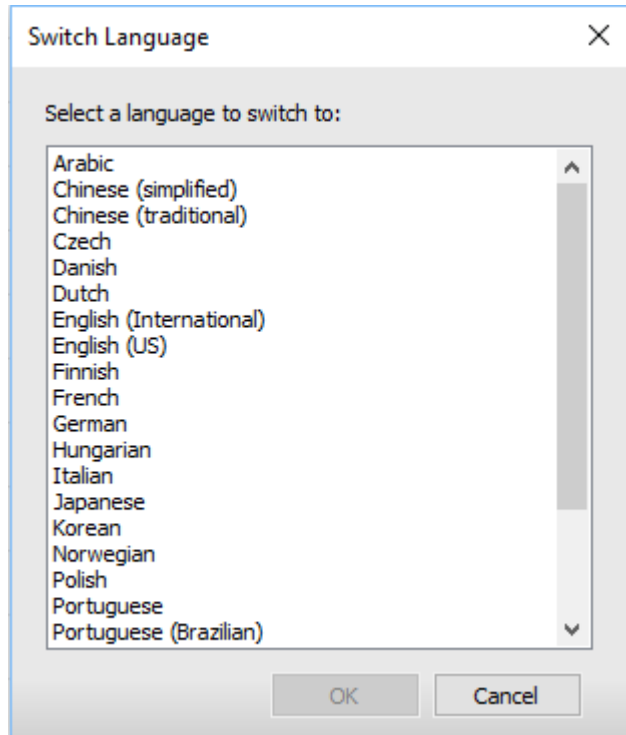 Switch Language
Select a language to switch to:
Arabic
Chinese (simplified)
Chinese (traditional)
Czech
Danish
Dutch
English (International)
English (US)
Finnish
French
German
Hungarian
Italian
Japanese
Korean
Norwegian
Polish
Portuguese
Portuguese (Brazilian)
OK Cancel